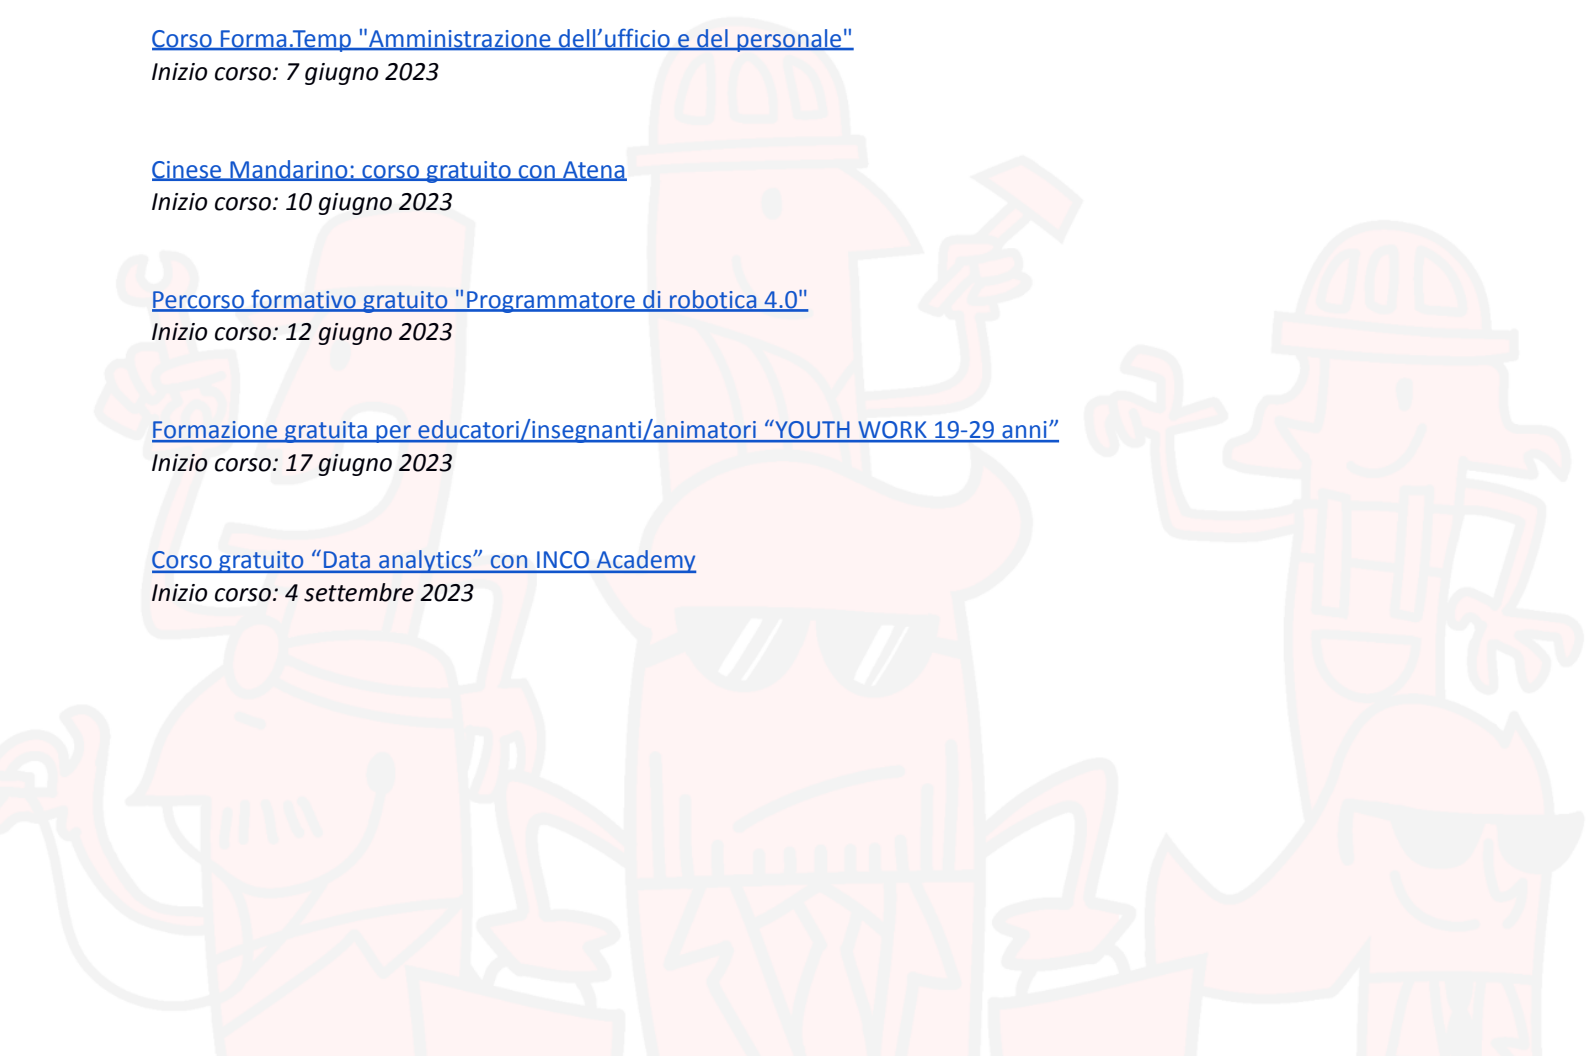 Corso Forma.Temp "Amministrazione dell’ufficio e del personale"
Inizio corso: 7 giugno 2023
Cinese Mandarino: corso gratuito con Atena
Inizio corso: 10 giugno 2023
Percorso formativo gratuito "Programmatore di robotica 4.0"
Inizio corso: 12 giugno 2023
Formazione gratuita per educatori/insegnanti/animatori “YOUTH WORK 19-29 anni”
Inizio corso: 17 giugno 2023
Corso gratuito “Data analytics” con INCO Academy
Inizio corso: 4 settembre 2023